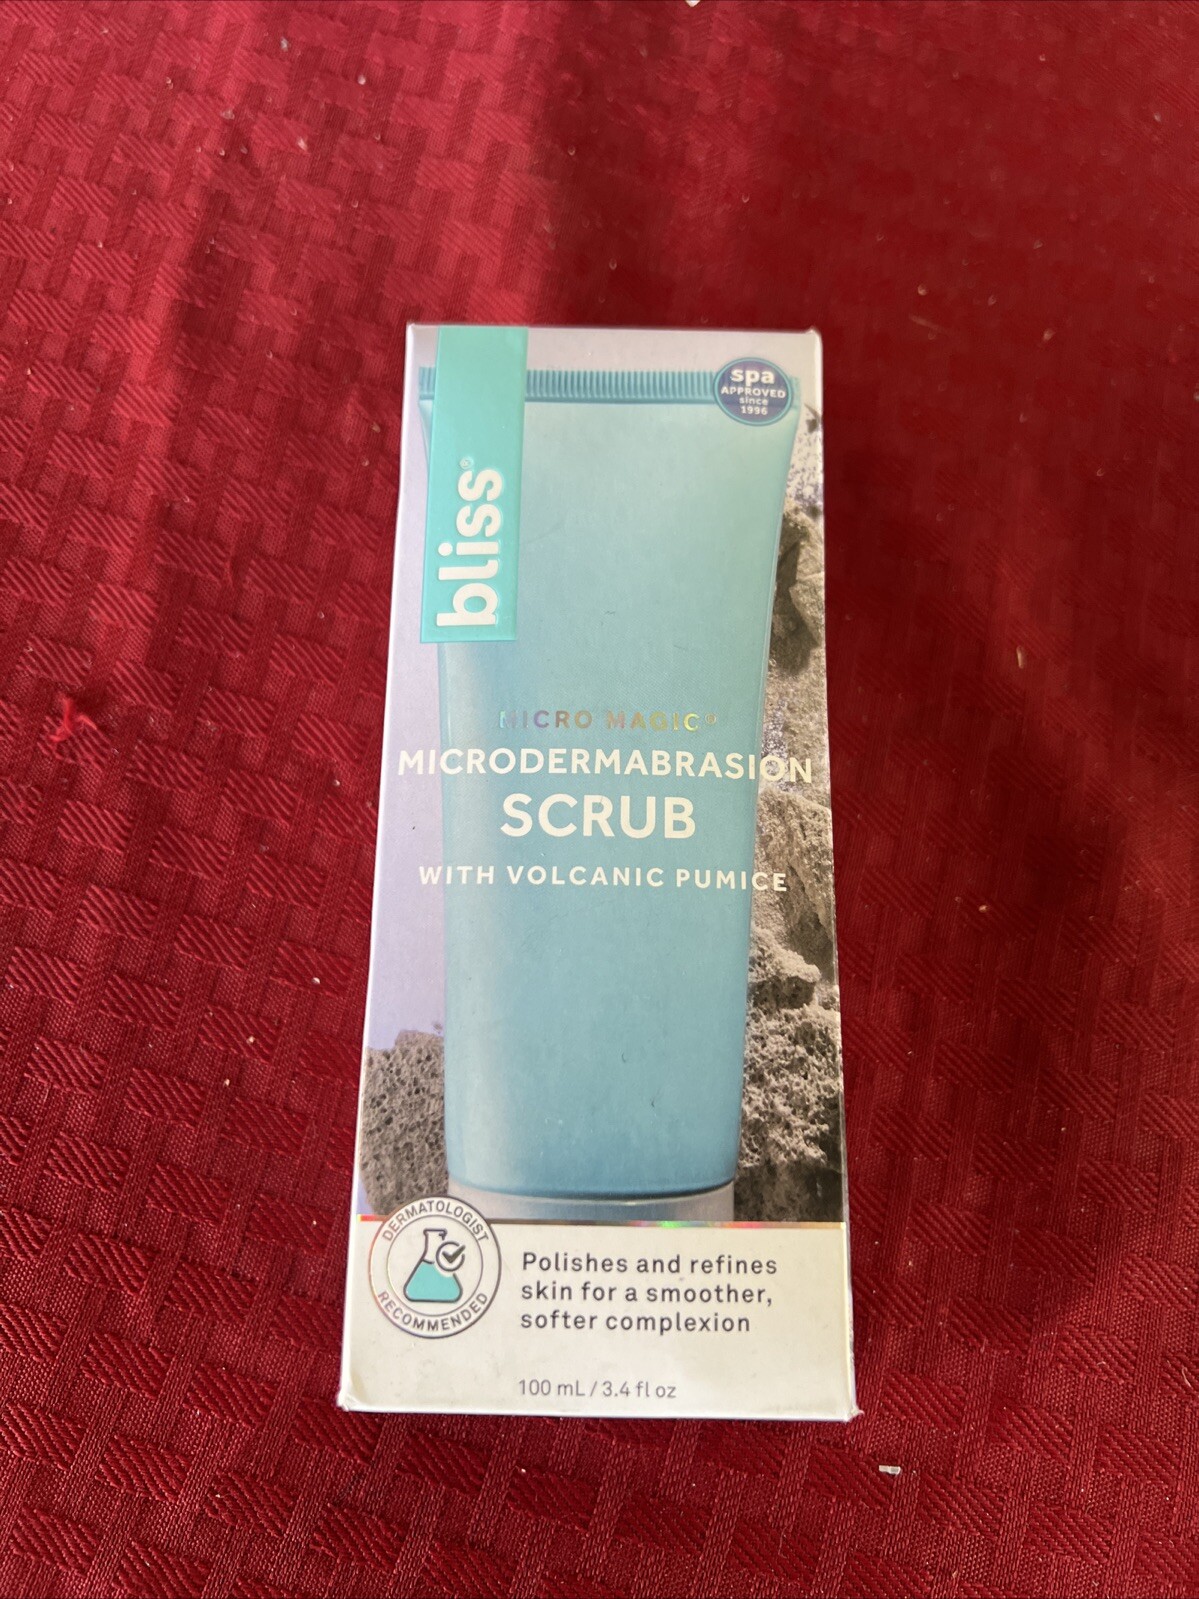 spa
APPROVED
since
1996
bliss®
MICRO MAGIC®
MICRODERMABRASION
SCRUB
WITH VOLCANIC PUMICE
DERMATOLOGIST
RECOMMENDED
Polishes and refines
skin for a smoother,
softer complexion
100 mL / 3.4 fl oz